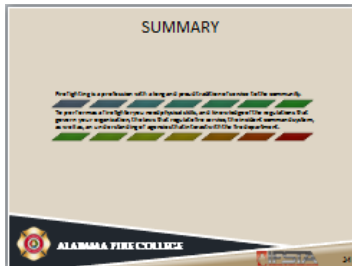 SUMMARY
Firefighting is a profession with a long and proud tradition of service to the community.
To perform as a firefighter you need physical skills, and knowledge of the regulations that
govern your organization, the laws that regulate fire service, the incident command system,
as well as, an understanding of agencies that interact with fire department.
ALABAMA FIRE COLLEGE